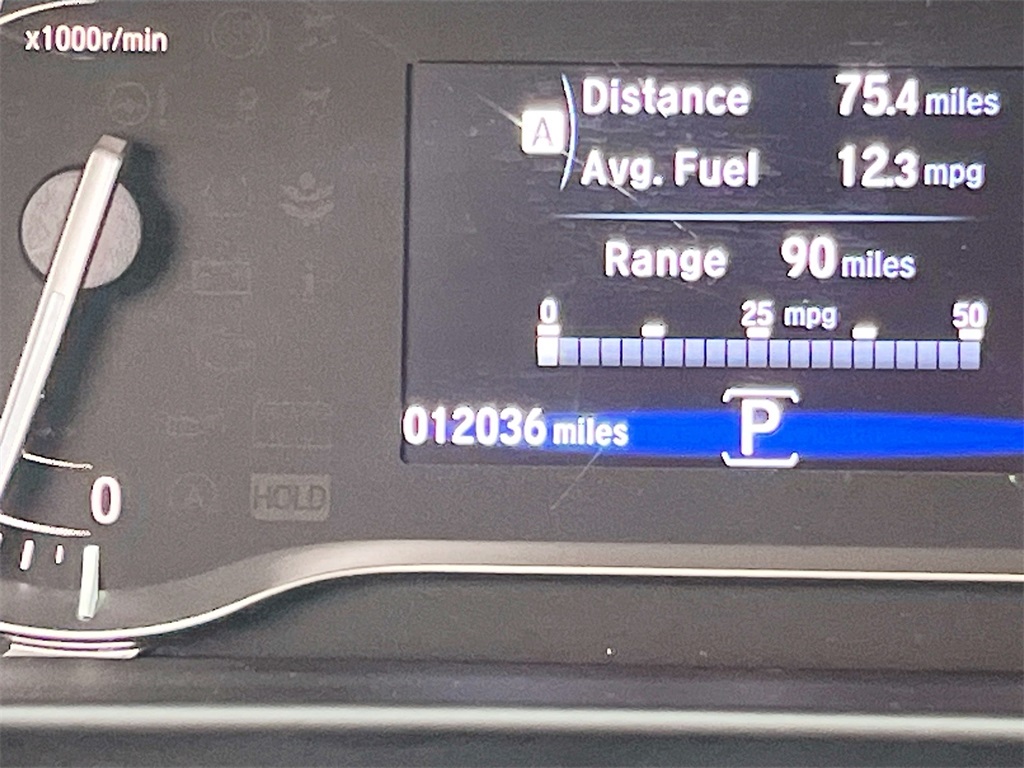 x1000r/min
A
Distance 75.4 miles
Avg. Fuel 12.3 mpg
Range 90 miles
0 25 mpg 50
012036 miles P
0
HOLD